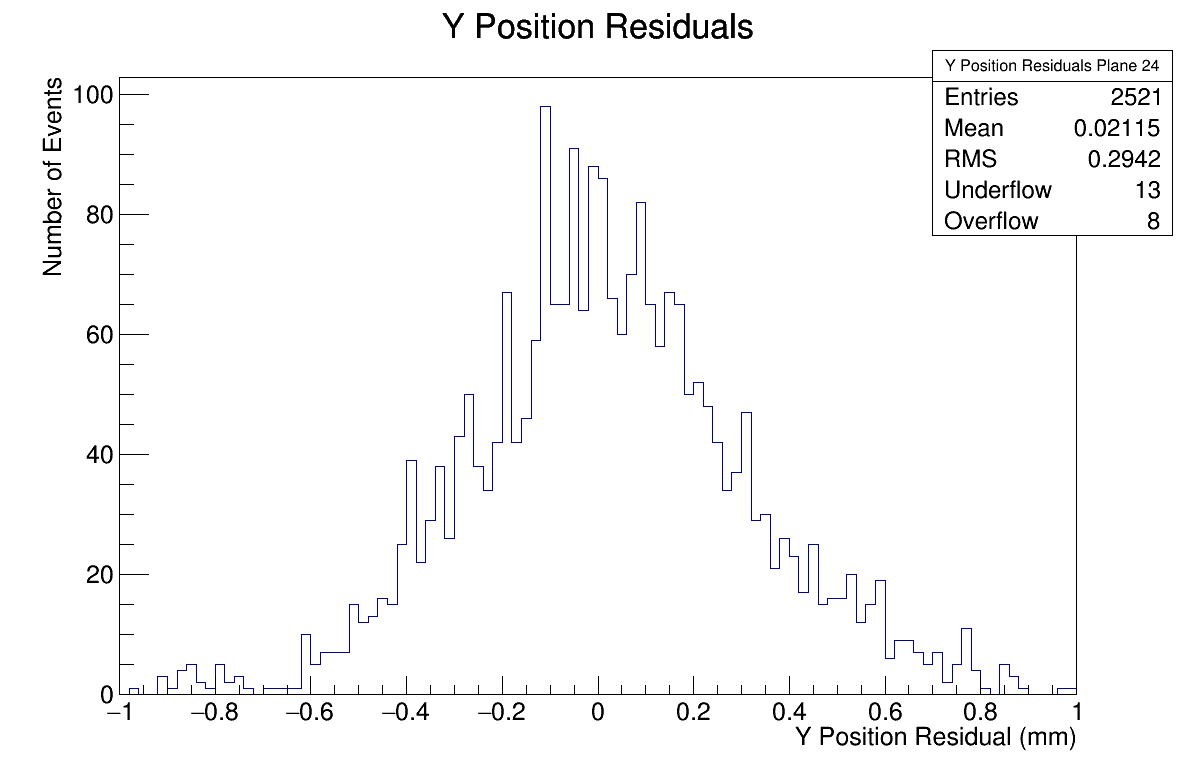 Y Position Residuals
Y Position Residuals Plane 24
Entries 2521
Mean 0.02115
RMS 0.2942
Underflow 13
Overflow 8
Number of Events
100
80
60
40
20
0
−1 −0.8 −0.6 −0.4 −0.2 0 0.2 0.4 0.6 0.8 1
Y Position Residual (mm)